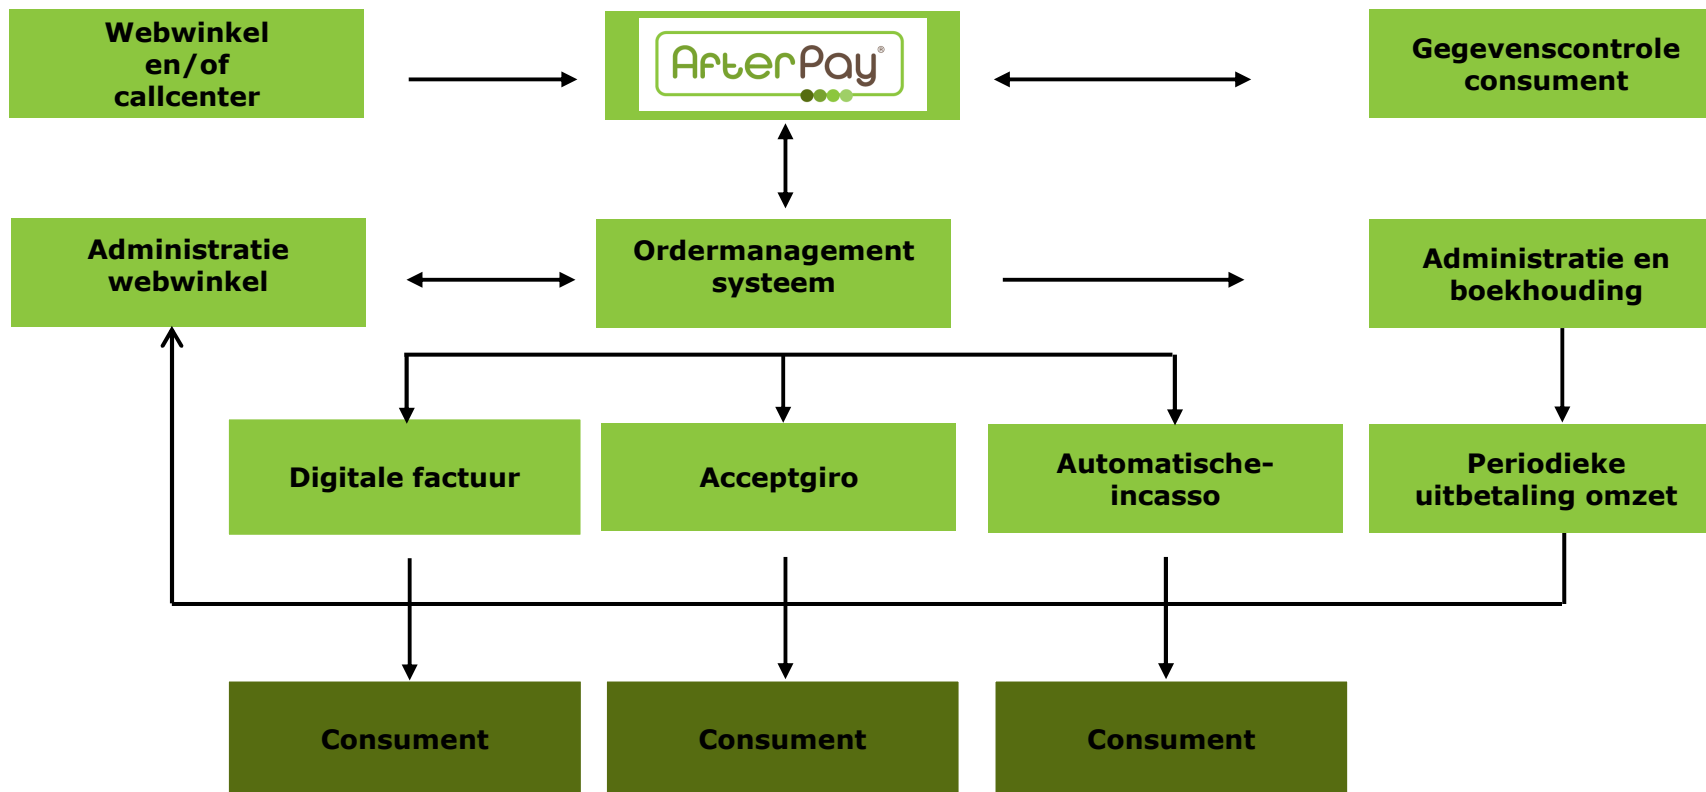 Webwinkel
en/of
callcenter
AfterPay®
Gegevenscontrole
consument
Administratie
webwinkel
Ordermanagement
systeem
Administratie en
boekhouding
Digitale factuur
Acceptgiro
Automatische-
incasso
Periodieke
uitbetaling omzet
Consument
Consument
Consument